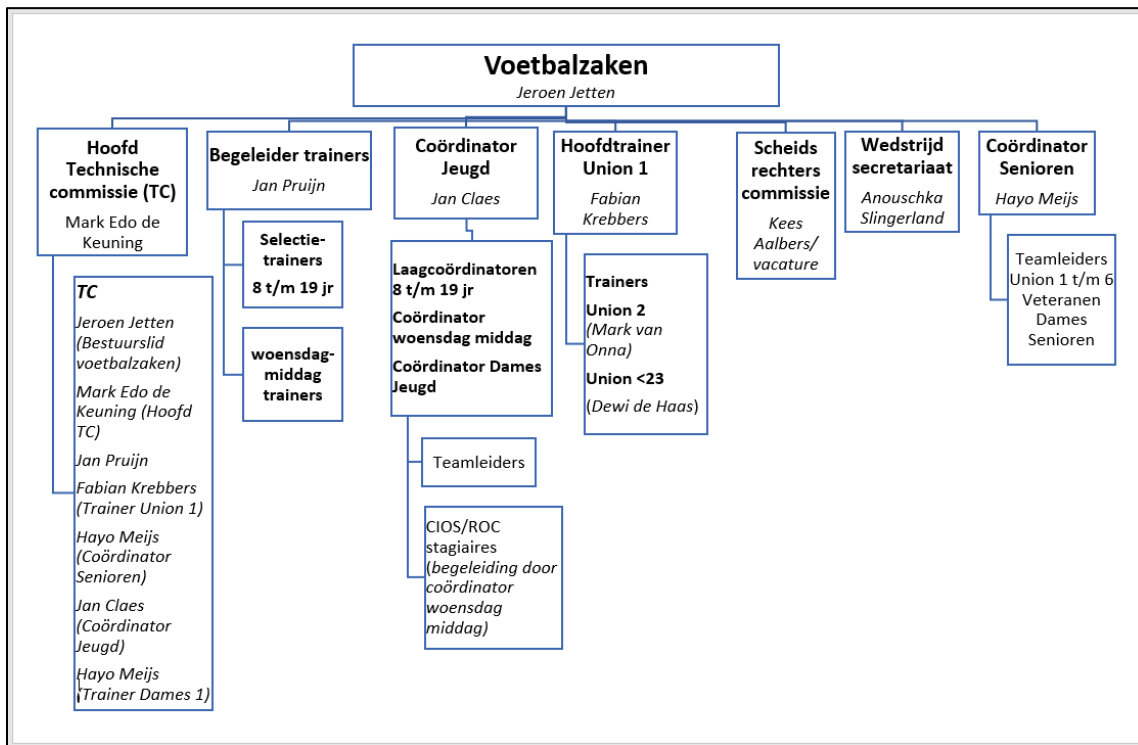 Voetbalzaken
Jeroen Jetten
Hoofd
Technische
commissie (TC)
Mark Edo de
Keuning
Begeleider trainers
Jan Pruijn
Coördinator
Jeugd
Jan Claes
Hoofdtrainer
Union 1
Fabian
Krebbers
Scheids
rechters
commissie
Kees
Aalbers/
vacature
Wedstrijd
secretariaat
Anouschka
Slingerland
Coördinator
Senioren
Hayo Meijs
TC
Jeroen Jetten
(Bestuurslid
voetbalzaken)
Mark Edo de
Keuning (Hoofd
TC)
Jan Pruijn
Fabian Krebbers
(Trainer Union 1)
Hayo Meijs
(Coördinator
Senioren)
Jan Claes
(Coördinator
Jeugd)
Hayo Meijs
(Trainer Dames 1)
Selectie-
trainers
8 t/m 19 jr
woensdag-
middag
trainers
Laagcoördinatoren
8 t/m 19 jr
Coördinator
woensdag middag
Coördinator Dames
Jeugd
Teamleiders
CIOS/ROC
stagiaires
(begeleiding door
coördinator
woensdag
middag)
Trainers
Union 2
(Mark van
Onna)
Union <23
(Dewi de Haas)
Teamleiders
Union 1 t/m 6
Veteranen
Dames
Senioren